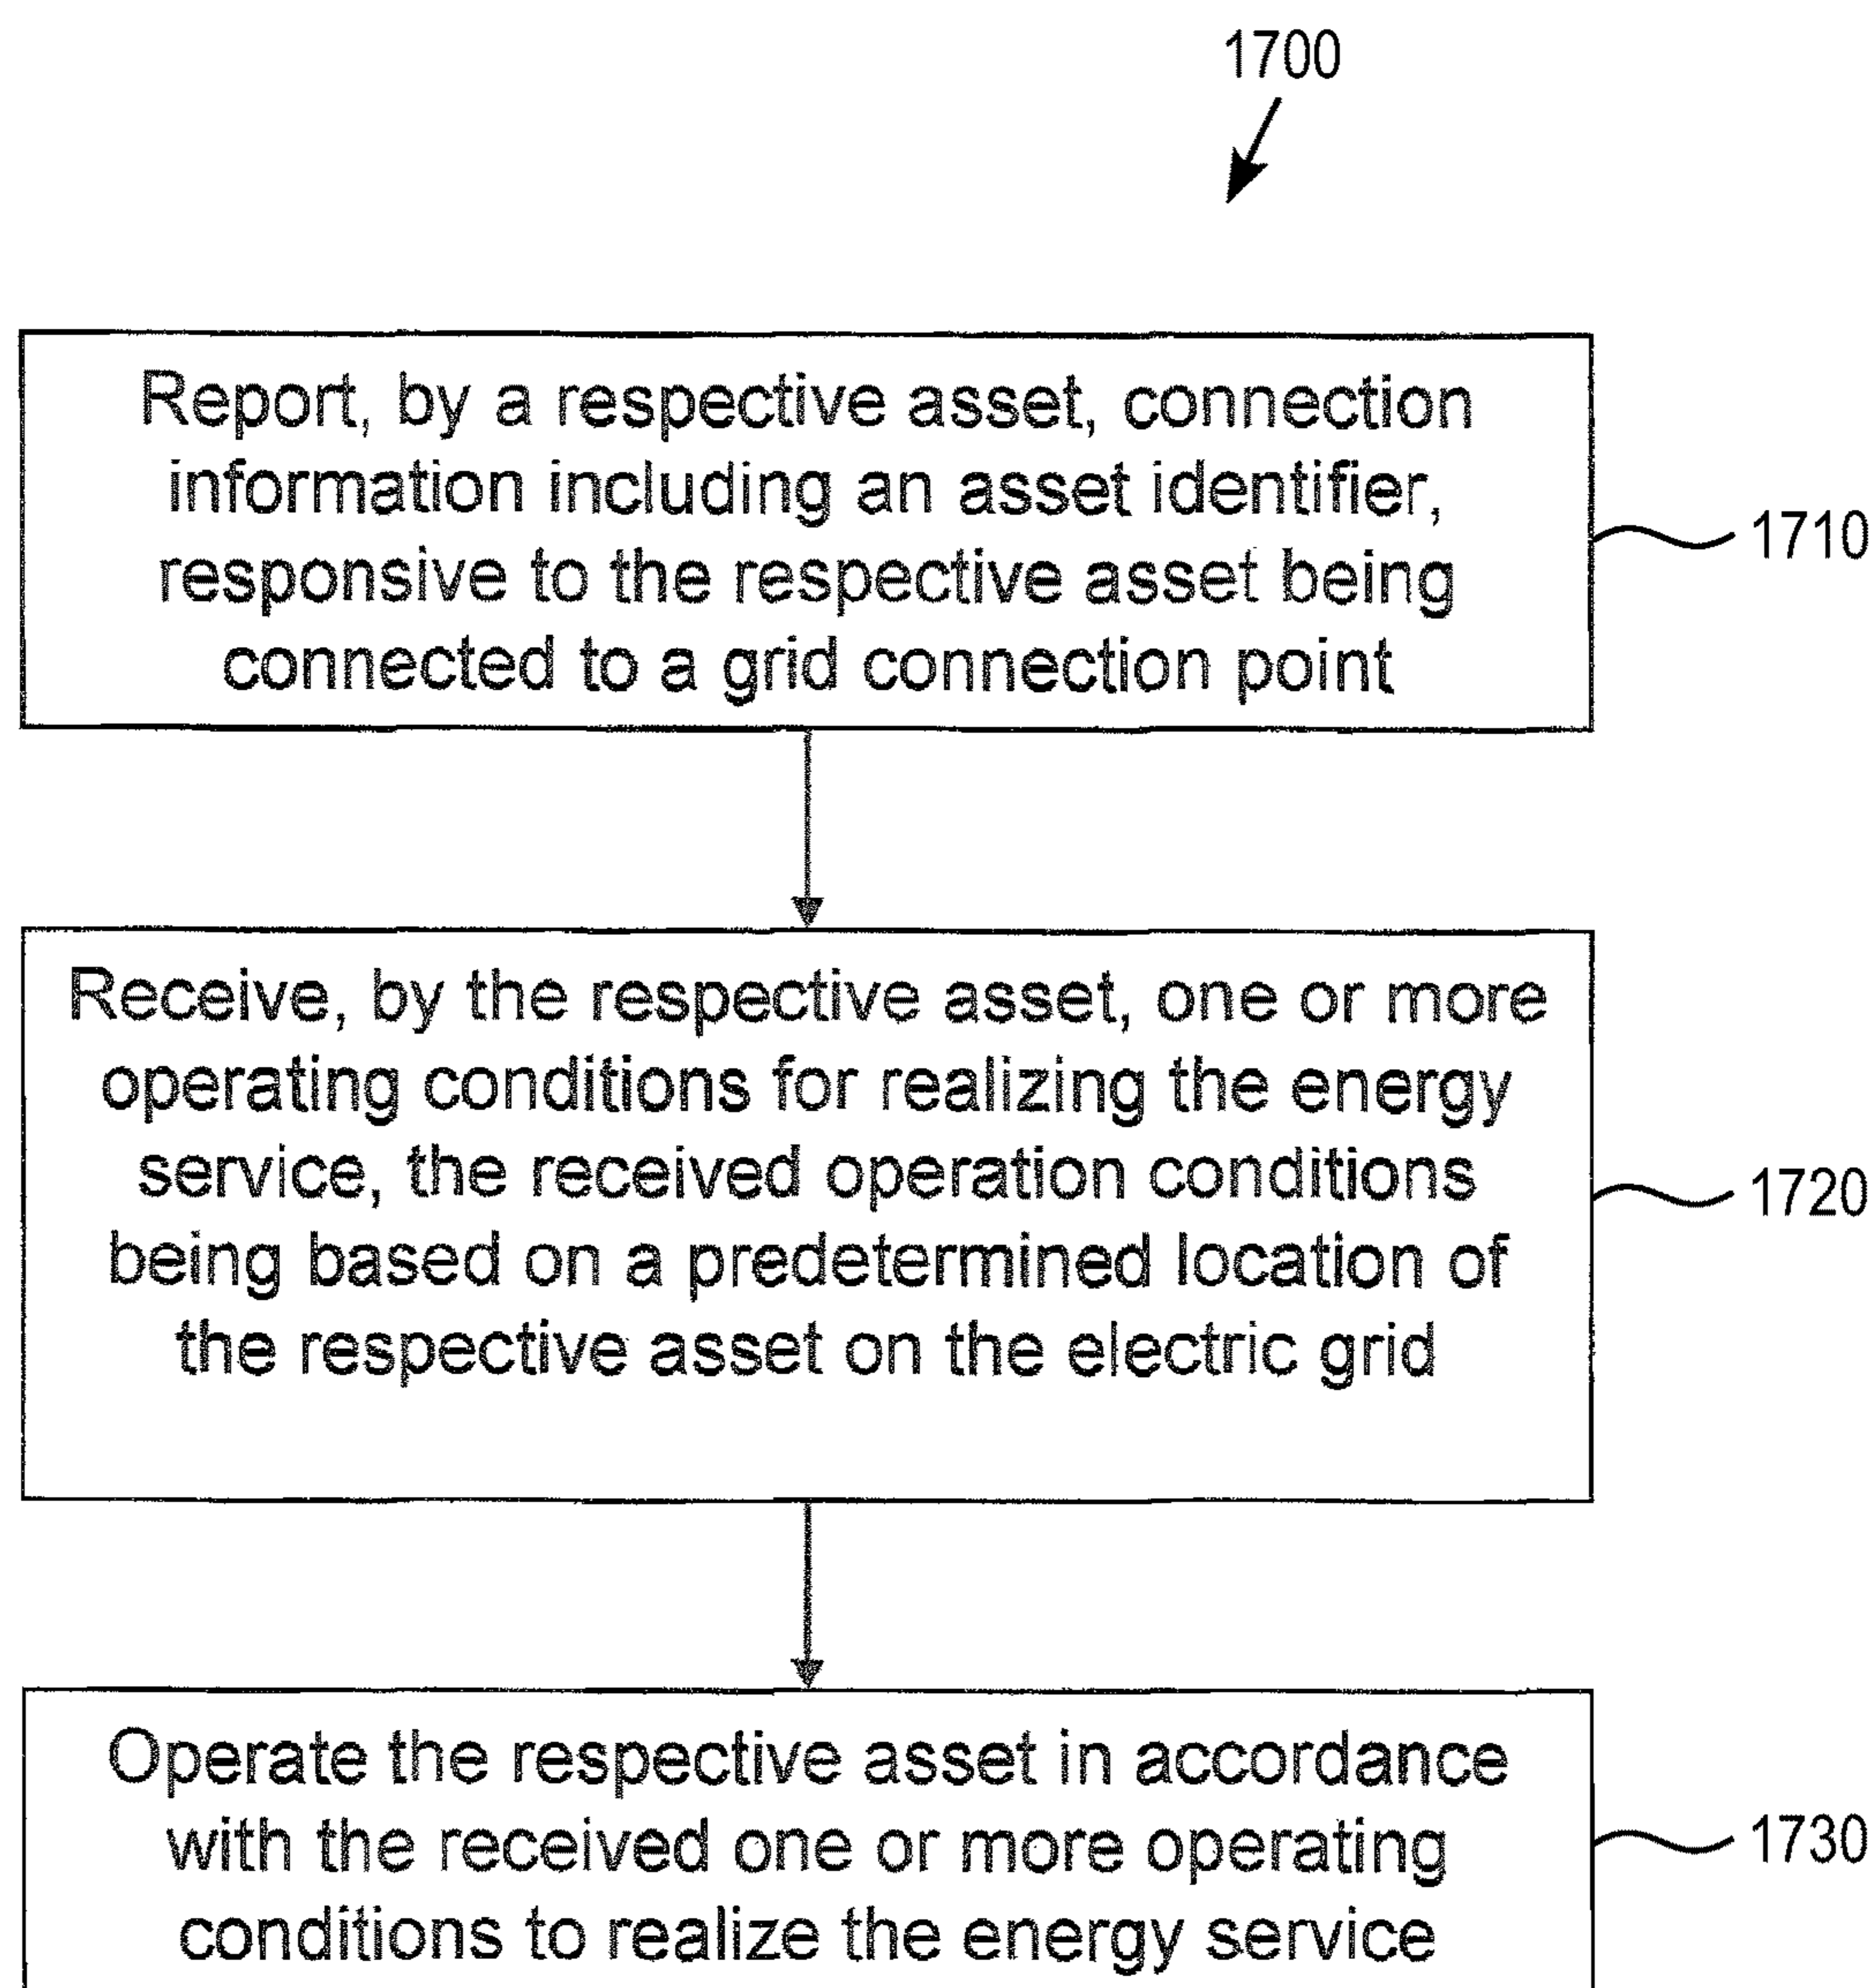 1700
Report, by a respective asset, connection
information including an asset identifier,
responsive to the respective asset being
connected to a grid connection point
1710
Receive, by the respective asset, one or more
operating conditions for realizing the energy
service, the received operation conditions
being based on a predetermined location of
the respective asset on the electric grid
1720
Operate the respective asset in accordance
with the received one or more operating
conditions to realize the energy service
1730